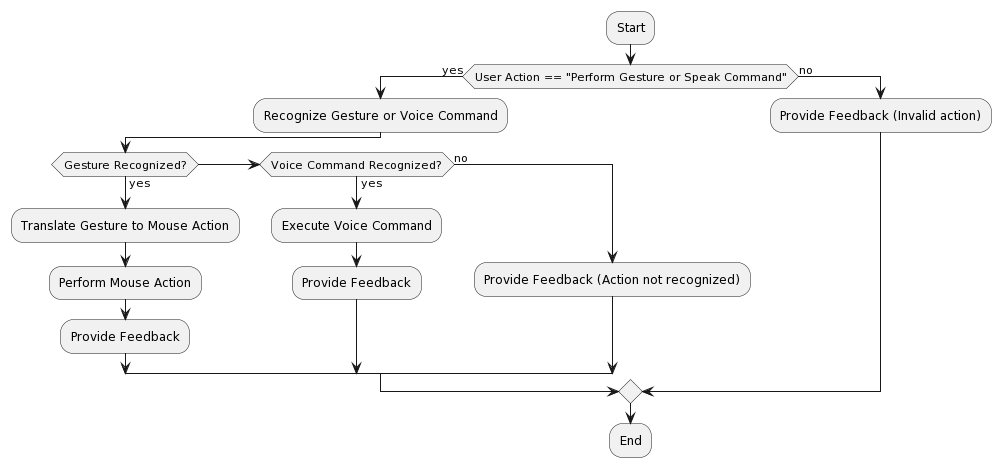 Start
yes
User Action == "Perform Gesture or Speak Command"
no
Recognize Gesture or Voice Command
Provide Feedback (Invalid action)
Gesture Recognized?
Voice Command Recognized?
no
yes
yes
Translate Gesture to Mouse Action
Execute Voice Command
Perform Mouse Action
Provide Feedback
Provide Feedback (Action not recognized)
Provide Feedback
End